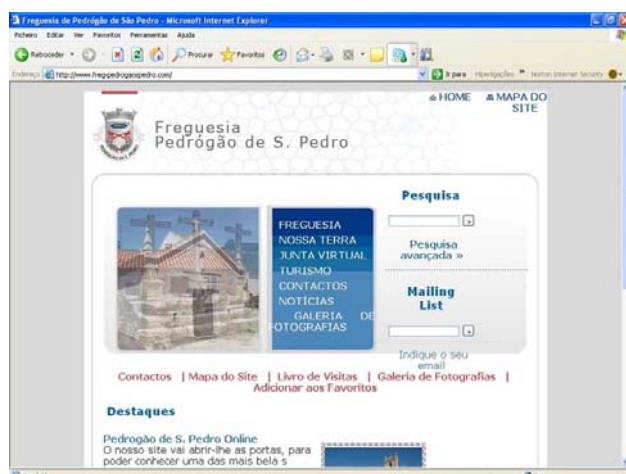 Freguesia de Pedrógão de São Pedro - Microsoft Internet Explorer
Ficheiro Editar Ver Favoritos Ferramentas Ajuda
Retroceder Procurar Favoritos
Endereço http://www.freg-pedrogaospedro.com/ Ir para Hiperligações Norton Internet Security
HOME MAPA DO SITE
Freguesia
Pedrógão de S. Pedro
FREGUESIA
NOSSA TERRA
JUNTA VIRTUAL
TURISMO
CONTACTOS
NOTÍCIAS
GALERIA DE
FOTOGRAFIAS
Pesquisa
Pesquisa
avançada »
Mailing
List
Indique o seu
email
Contactos | Mapa do Site | Livro de Visitas | Galeria de Fotografias |
Adicionar aos Favoritos
Destaques
Pedrogão de S. Pedro Online
O nosso site vai abrir-lhe as portas, para
poder conhecer uma das mais bela s